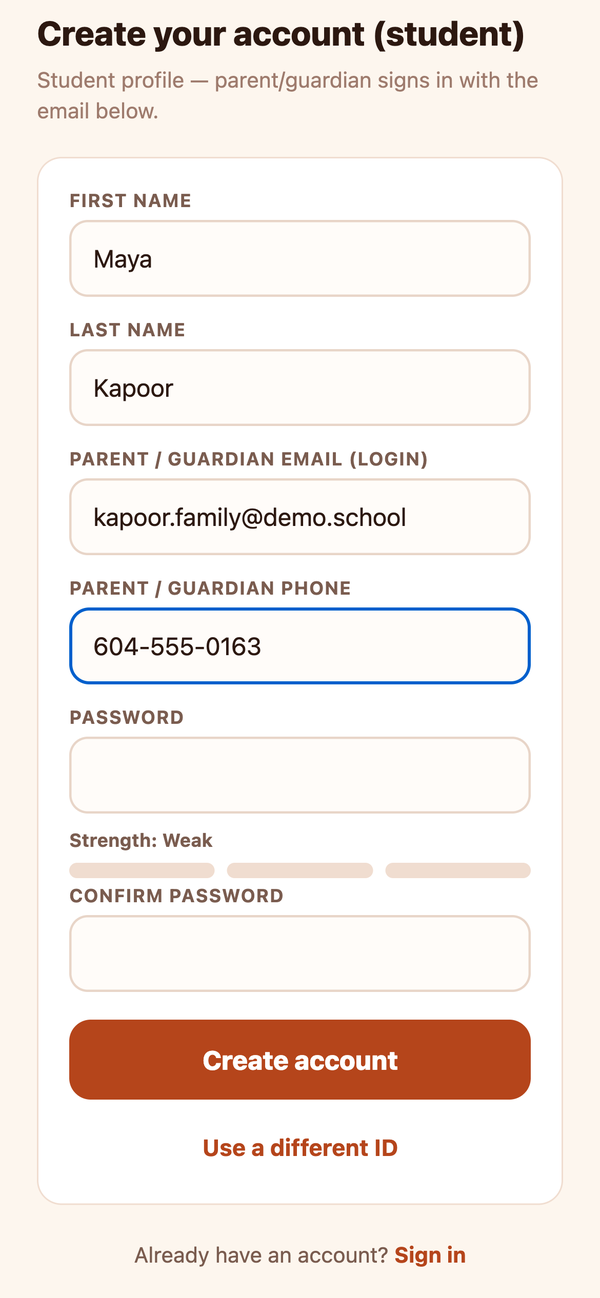 Create your account (student)
Student profile — parent/guardian signs in with the
email below.
FIRST NAME
Maya
LAST NAME
Kapoor
PARENT / GUARDIAN EMAIL (LOGIN)
kapoor.family@demo.school
PARENT / GUARDIAN PHONE
604-555-0163
PASSWORD
Strength: Weak
CONFIRM PASSWORD
Create account
Use a different ID
Already have an account? Sign in